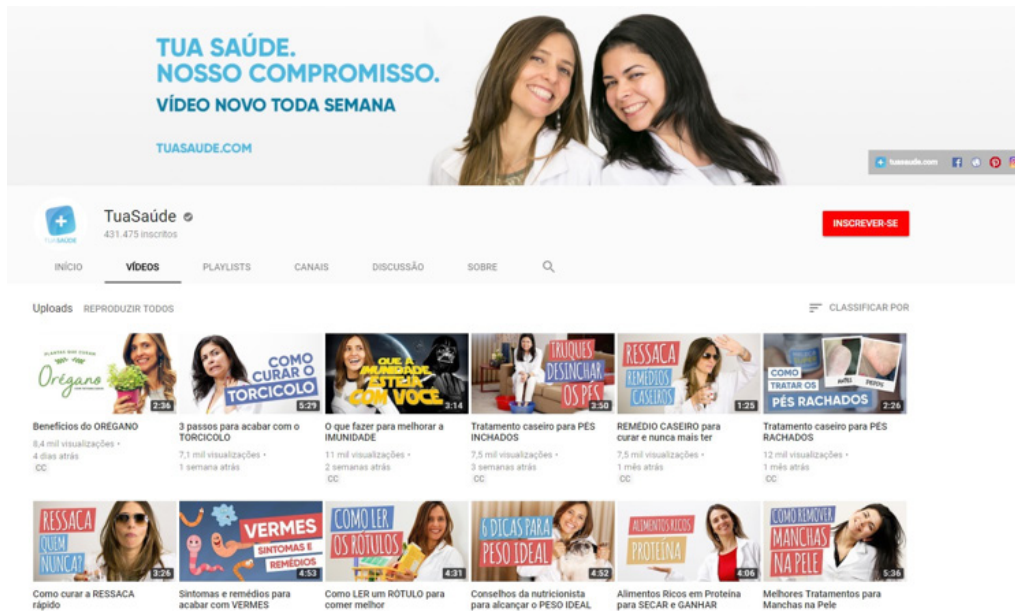 TUA SAÚDE.
NOSSO COMPROMISSO.
VÍDEO NOVO TODA SEMANA
TUASAUDE.COM
tuasaude.com
TUA SAÚDE
TuaSaúde
431.475 inscritos
INSCREVER-SE
INÍCIO VÍDEOS PLAYLISTS CANAIS DISCUSSÃO SOBRE
Uploads REPRODUZIR TODOS CLASSIFICAR POR
PLANTAS QUE CURAM
Orégano
2:36
COMO
CURAR O
TORCICOLO
5:29
QUE A
IMUNIDADE
ESTEJA
COM VOCÊ
3:14
TRUQUES
DESINCHAR
OS PÉS
3:50
RESSACA
REMÉDIOS
CASEIROS
1:25
COMO
TRATAR OS
PÉS RACHADOS
ANTES DEPOIS
2:26
Benefícios do ORÉGANO
8,4 mil visualizações •
4 dias atrás
CC
3 passos para acabar com o
TORCICOLO
7,1 mil visualizações •
1 semana atrás
O que fazer para melhorar a
IMUNIDADE
11 mil visualizações •
2 semanas atrás
CC
Tratamento caseiro para PÉS
INCHADOS
7,5 mil visualizações •
3 semanas atrás
CC
REMÉDIO CASEIRO para
curar e nunca mais ter
7,5 mil visualizações •
1 mês atrás
CC
Tratamento caseiro para PÉS
RACHADOS
12 mil visualizações •
1 mês atrás
CC
RESSACA
QUEM
NUNCA?
3:26
VERMES
SINTOMAS E
REMÉDIOS
4:53
COMO LER
OS RÓTULOS
4:31
6 DICAS PARA
PESO IDEAL
4:52
ALIMENTOS RICOS
PROTEÍNA
4:06
COMO REMOVER
MANCHAS
NA PELE
5:36
Como curar a RESSACA
rápido
Sintomas e remédios para
acabar com VERMES
Como LER um RÓTULO para
comer melhor
Conselhos da nutricionista
para alcançar o PESO IDEAL
Alimentos Ricos em Proteína
para SECAR e GANHAR
Melhores Tratamentos para
Manchas na Pele